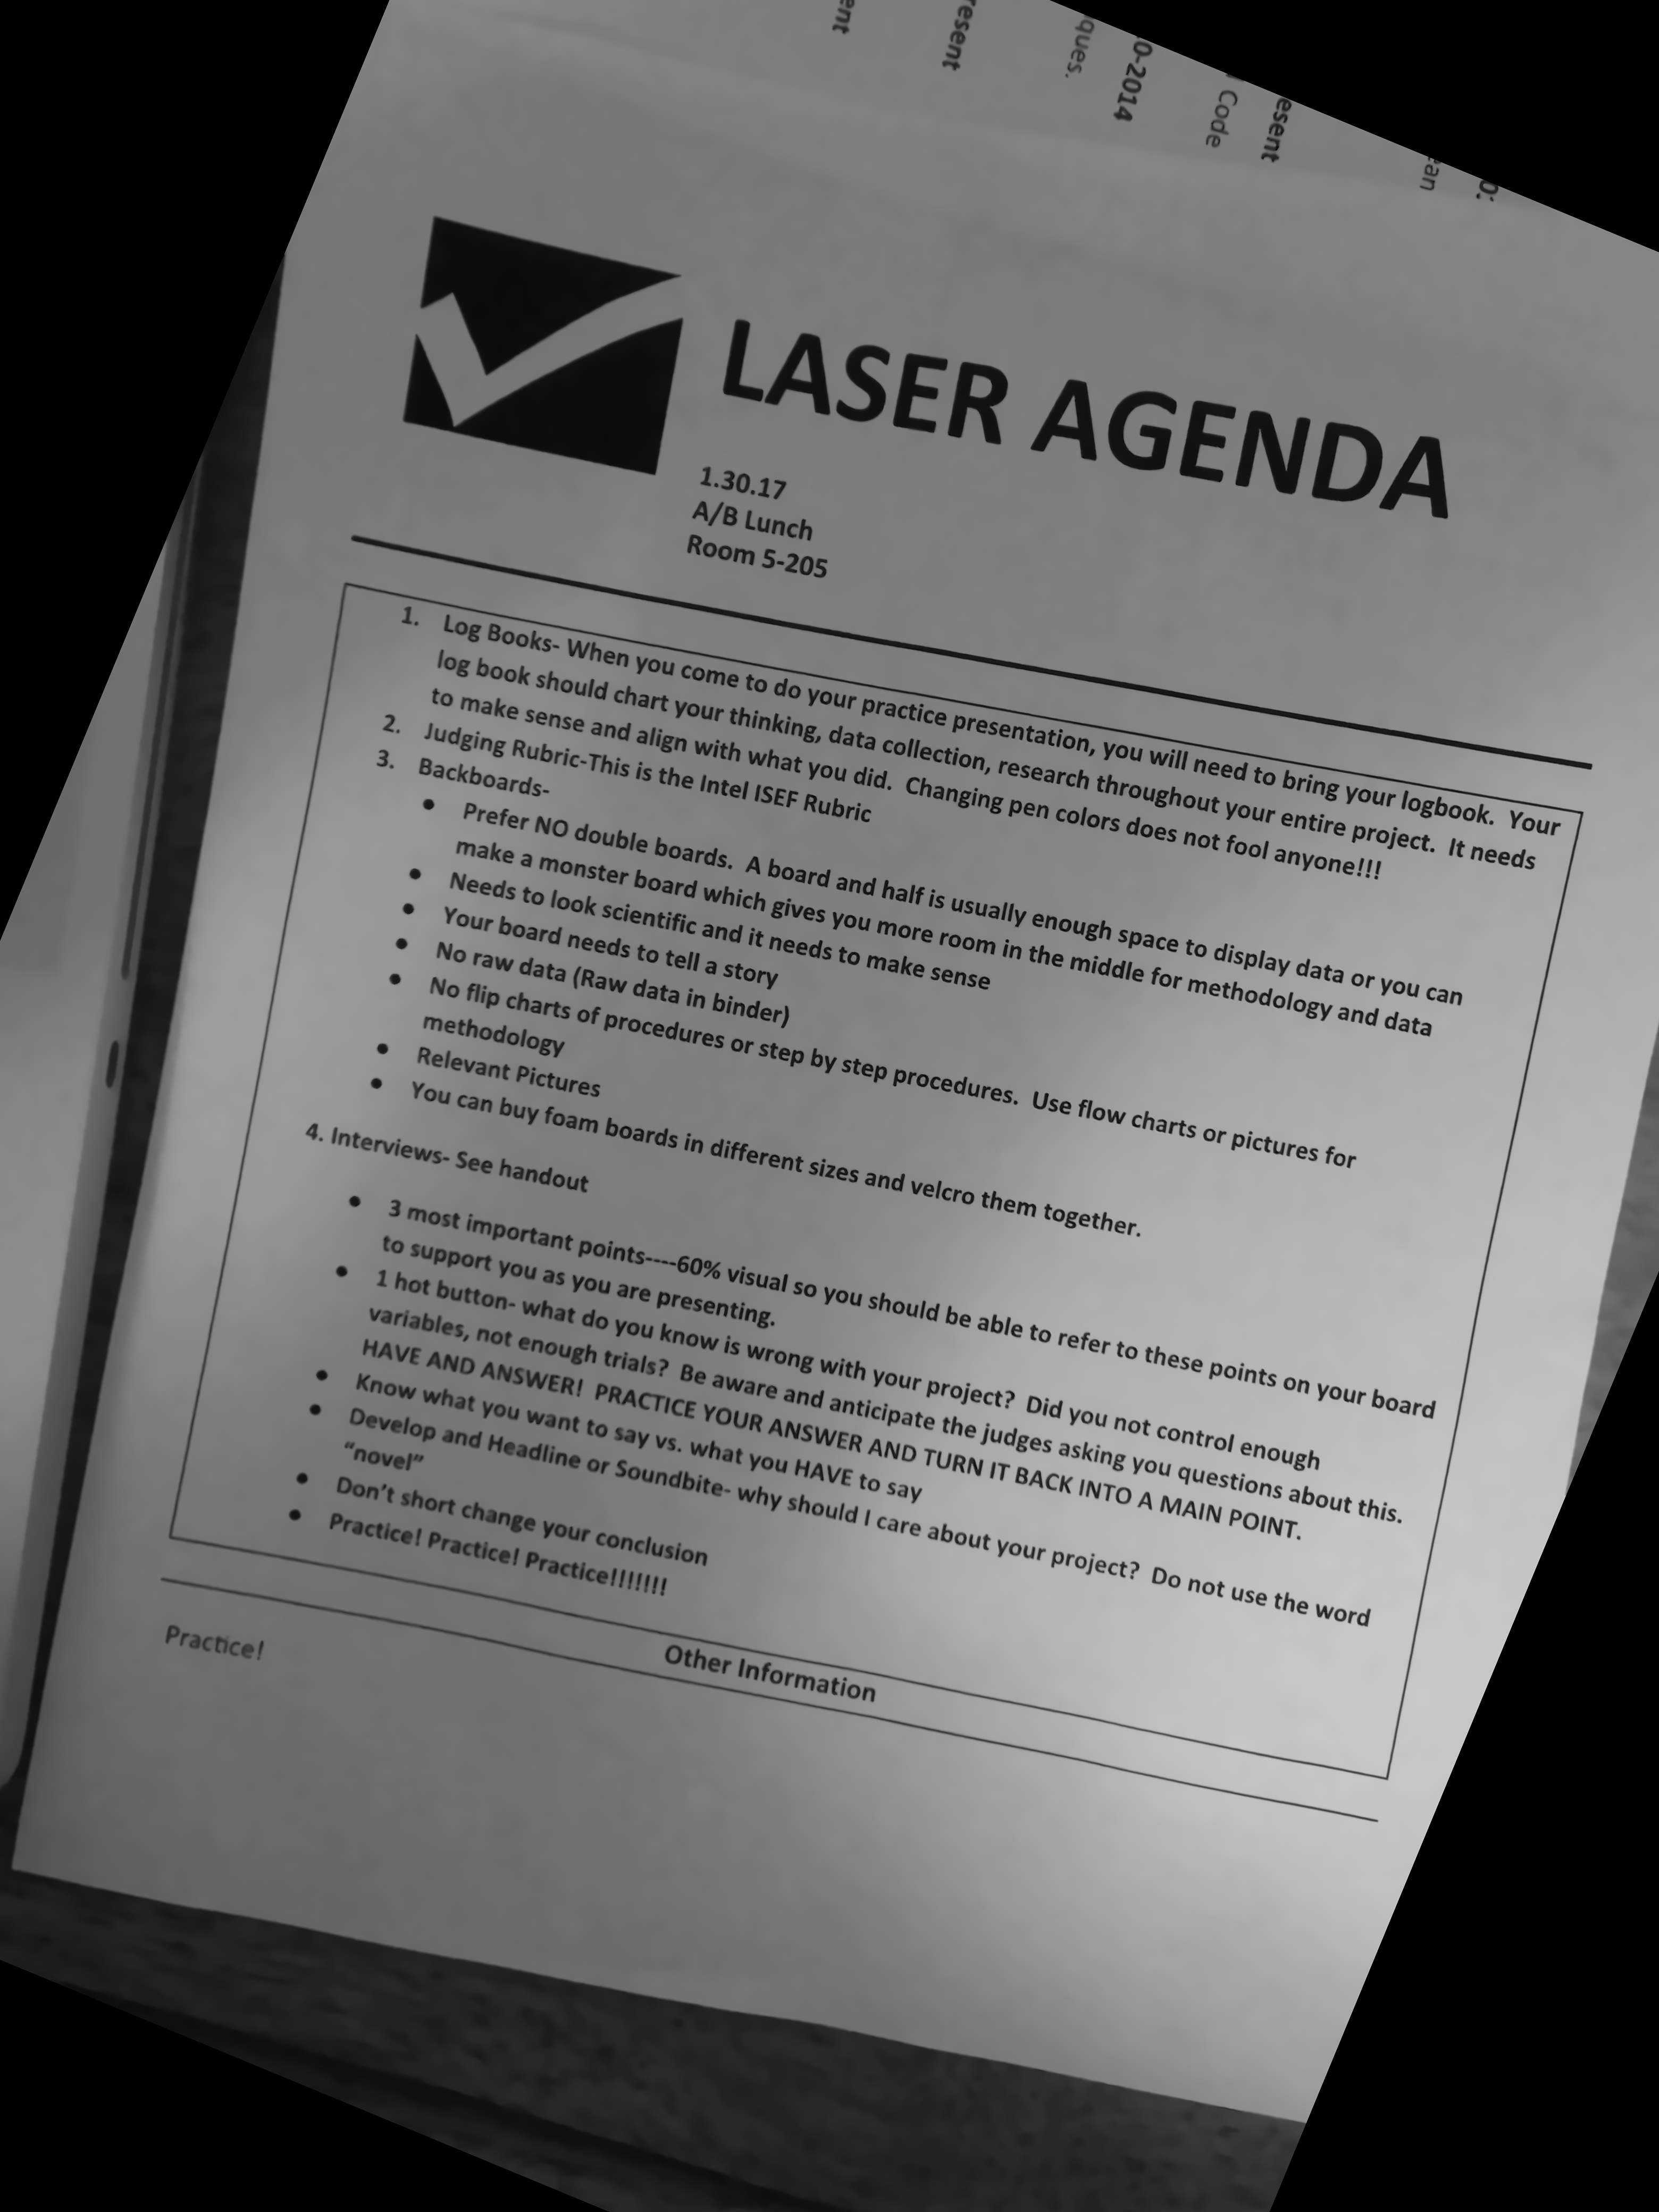 ent
resent
ques.
0-2014
Code
esent
LASER AGENDA
1.30.17
A/B Lunch
Room 5-205
1. Log Books- When you come to do your practice presentation, you will need to bring your logbook. Your
log book should chart your thinking, data collection, research throughout your entire project. It needs
to make sense and align with what you did. Changing pen colors does not fool anyone!!!
2. Judging Rubric-This is the Intel ISEF Rubric
3. Backboards-
• Prefer NO double boards. A board and half is usually enough space to display data or you can
make a monster board which gives you more room in the middle for methodology and data
• Needs to look scientific and it needs to make sense
• Your board needs to tell a story
• No raw data (Raw data in binder)
• No flip charts of procedures or step by step procedures. Use flow charts or pictures for
methodology
• Relevant Pictures
• You can buy foam boards in different sizes and velcro them together.
4. Interviews- See handout
• 3 most important points----60% visual so you should be able to refer to these points on your board
to support you as you are presenting.
• 1 hot button- what do you know is wrong with your project? Did you not control enough
variables, not enough trials? Be aware and anticipate the judges asking you questions about this.
HAVE AND ANSWER! PRACTICE YOUR ANSWER AND TURN IT BACK INTO A MAIN POINT.
• Know what you want to say vs. what you HAVE to say
• Develop and Headline or Soundbite- why should I care about your project? Do not use the word
“novel”
• Don’t short change your conclusion
• Practice! Practice! Practice!!!!!!!
Other Information
Practice!